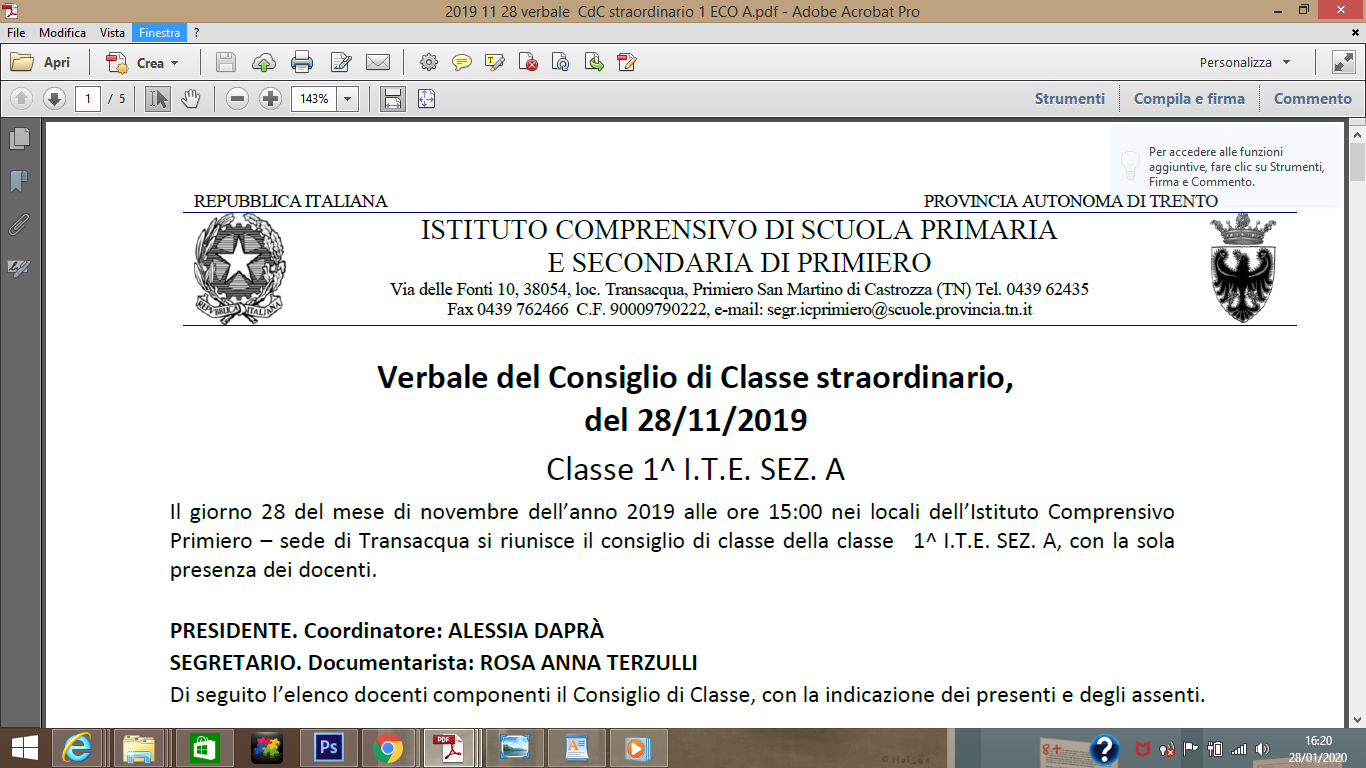 2019 11 28 verbale  CdC straordinario 1 ECO A.pdf - Adobe Acrobat Pro
File Modifica Vista Finestra ?
Apri Crea Personalizza
1 / 5 143% Strumenti Compila e firma Commento
Per accedere alle funzioni
aggiuntive, fare clic su Strumenti,
Firma e Commento.
REPUBBLICA ITALIANA PROVINCIA AUTONOMA DI TRENTO
ISTITUTO COMPRENSIVO DI SCUOLA PRIMARIA
E SECONDARIA DI PRIMIERO
Via delle Fonti 10, 38054, loc. Transacqua, Primiero San Martino di Castrozza (TN) Tel. 0439 62435
Fax 0439 762466  C.F. 90009790222, e-mail: segr.icprimiero@scuole.provincia.tn.it
REPVBBLICA ITALIANA
Verbale del Consiglio di Classe straordinario,
del 28/11/2019
Classe 1^ I.T.E. SEZ. A
Il giorno 28 del mese di novembre dell’anno 2019 alle ore 15:00 nei locali dell’Istituto Comprensivo
Primiero – sede di Transacqua si riunisce il consiglio di classe della classe  1^ I.T.E. SEZ. A, con la sola
presenza dei docenti.
PRESIDENTE. Coordinatore: ALESSIA DAPRÀ
SEGRETARIO. Documentarista: ROSA ANNA TERZULLI
Di seguito l’elenco docenti componenti il Consiglio di Classe, con la indicazione dei presenti e degli assenti.
Ps PDF 8+ ? 16:20
28/01/2020